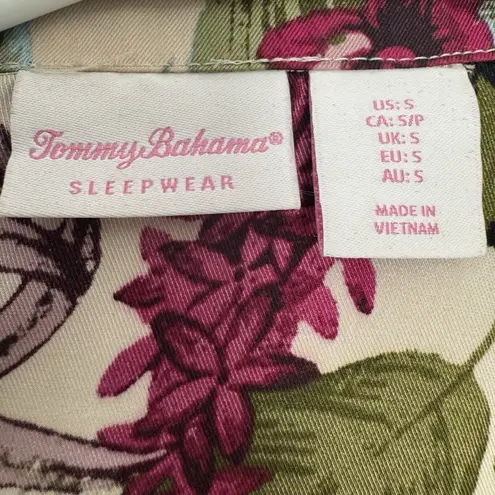 Tommy Bahama®
SLEEPWEAR
US: S
CA: S/P
UK: S
EU: S
AU: S
MADE IN
VIETNAM